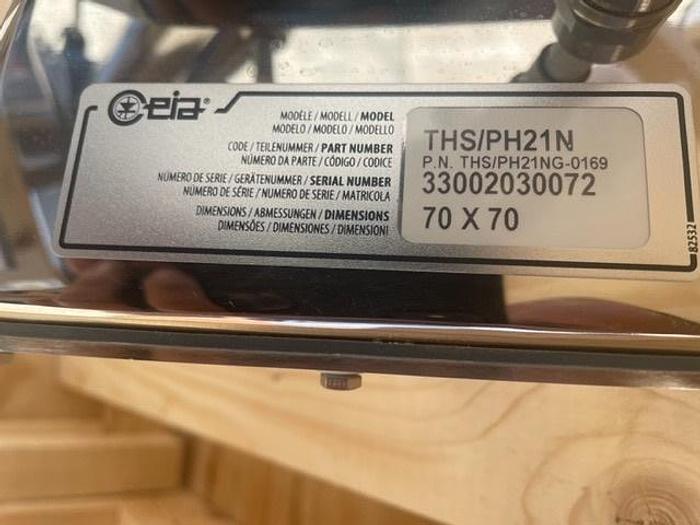 Ceia®
MODÈLE / MODELL / MODEL
MODELO / MODELO / MODELLO
CODE / TEILENUMMER / PART NUMBER
NÚMERO DA PARTE / CÓDIGO / CODICE
NÚMERO DE SERIE / GERÄTENUMMER / SERIAL NUMBER
NÚMERO DE SÉRIE / NUMERO DE SERIE / MATRICOLA
DIMENSIONS / ABMESSUNGEN / DIMENSIONS
DIMENSÕES / DIMENSIONES / DIMENSIONI
THS/PH21N
P.N. THS/PH21NG-0169
33002030072
70 X 70
82532